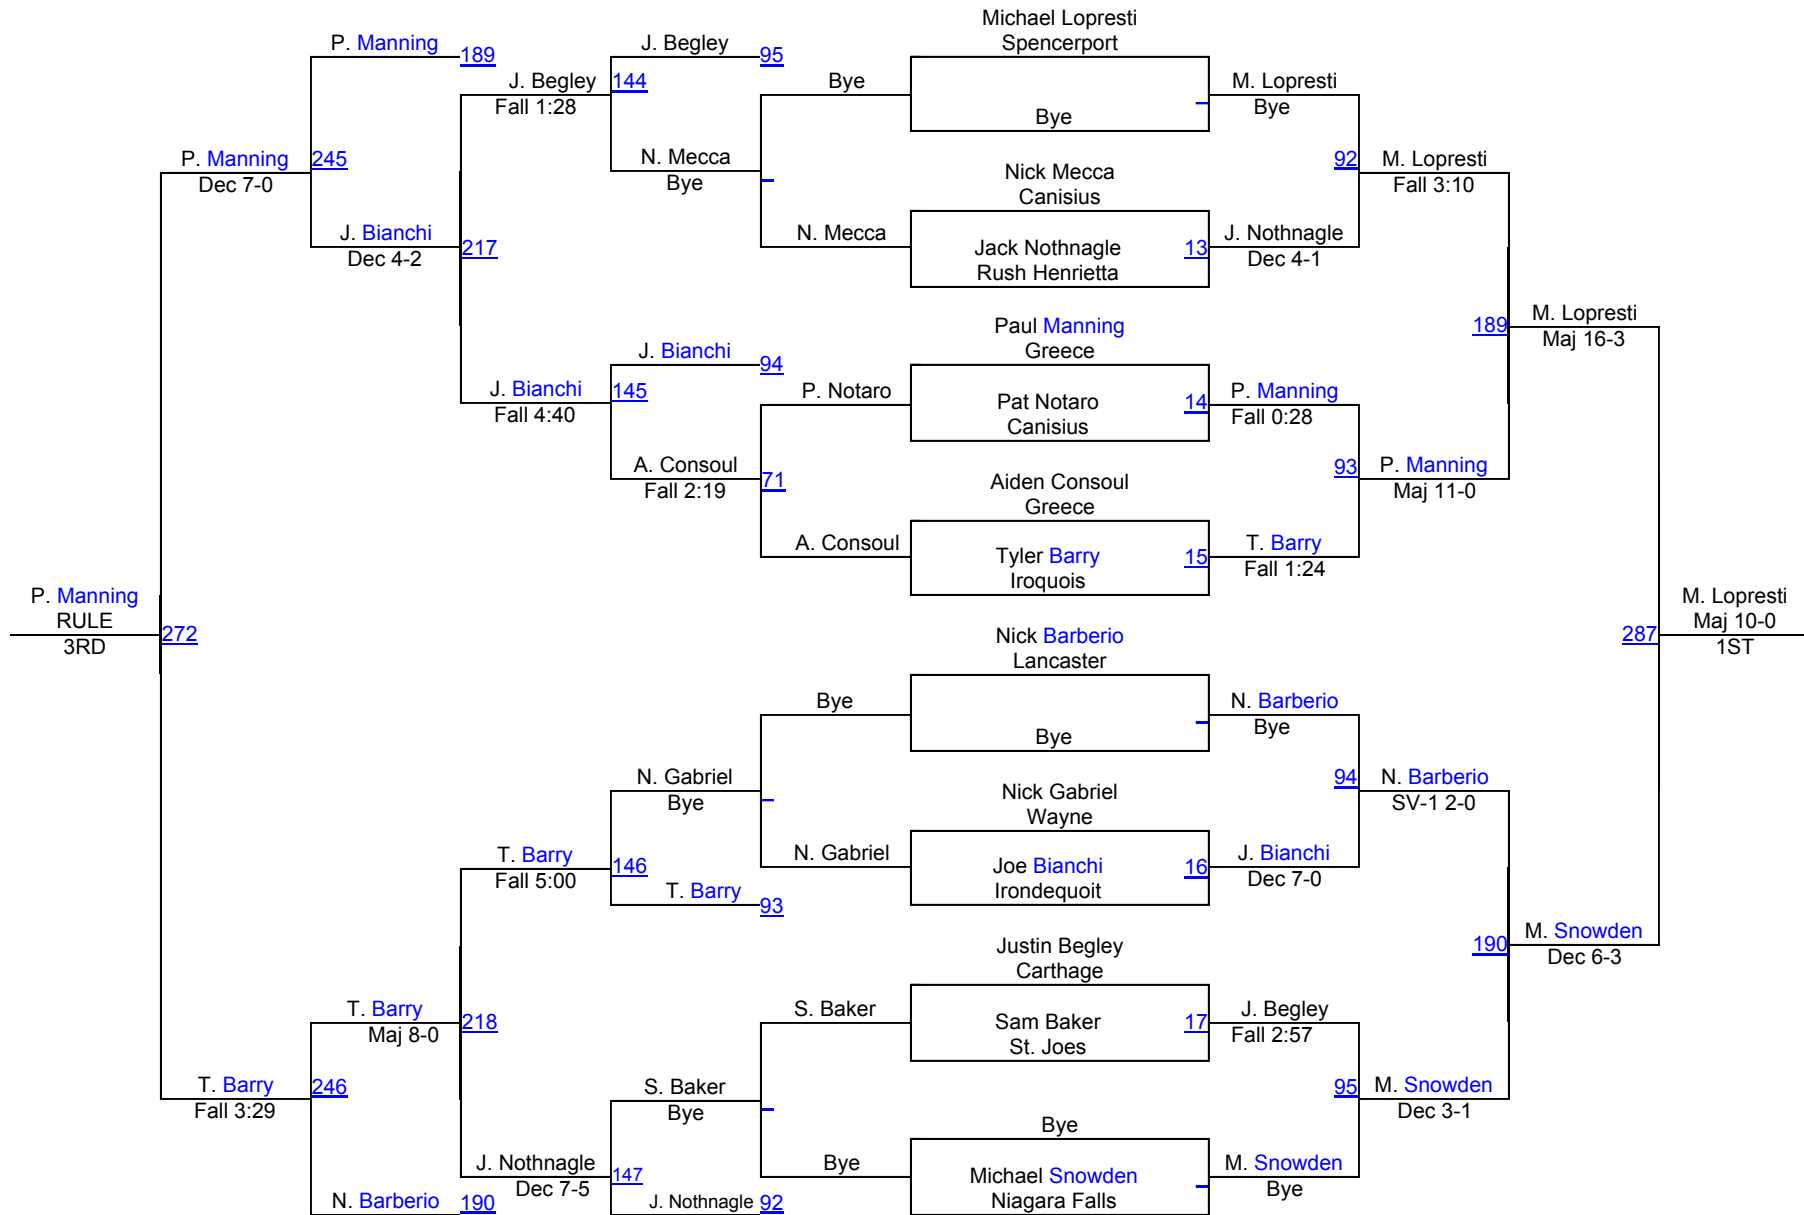 Michael Lopresti
Spencerport
P. Manning
189
J. Begley
95
J. Begley
144
Fall 1:28
Bye
Bye
M. Lopresti
Bye
P. Manning
245
Dec 7-0
N. Mecca
Bye
Nick Mecca
Canisius
92
M. Lopresti
Fall 3:10
J. Bianchi
217
Dec 4-2
N. Mecca
Jack Nothnagle
13
Rush Henrietta
J. Nothnagle
Dec 4-1
Paul Manning
Greece
189
M. Lopresti
Maj 16-3
J. Bianchi
94
J. Bianchi
145
Fall 4:40
P. Notaro
Pat Notaro
14
Canisius
P. Manning
Fall 0:28
A. Consoul
71
Fall 2:19
Aiden Consoul
Greece
93
P. Manning
Maj 11-0
A. Consoul
Tyler Barry
15
Iroquois
T. Barry
Fall 1:24
P. Manning
RULE
272
3RD
Nick Barberio
Lancaster
287
M. Lopresti
Maj 10-0
1ST
Bye
Bye
N. Barberio
Bye
N. Gabriel
Bye
Nick Gabriel
Wayne
94
N. Barberio
SV-1 2-0
T. Barry
146
Fall 5:00
N. Gabriel
Joe Bianchi
16
Irondequoit
J. Bianchi
Dec 7-0
T. Barry
93
Justin Begley
Carthage
190
M. Snowden
Dec 6-3
T. Barry
218
Maj 8-0
S. Baker
Sam Baker
17
St. Joes
J. Begley
Fall 2:57
T. Barry
246
Fall 3:29
S. Baker
Bye
Bye
95
M. Snowden
Dec 3-1
J. Nothnagle
147
Dec 7-5
Bye
Michael Snowden
Niagara Falls
M. Snowden
Bye
N. Barberio
190
J. Nothnagle
92